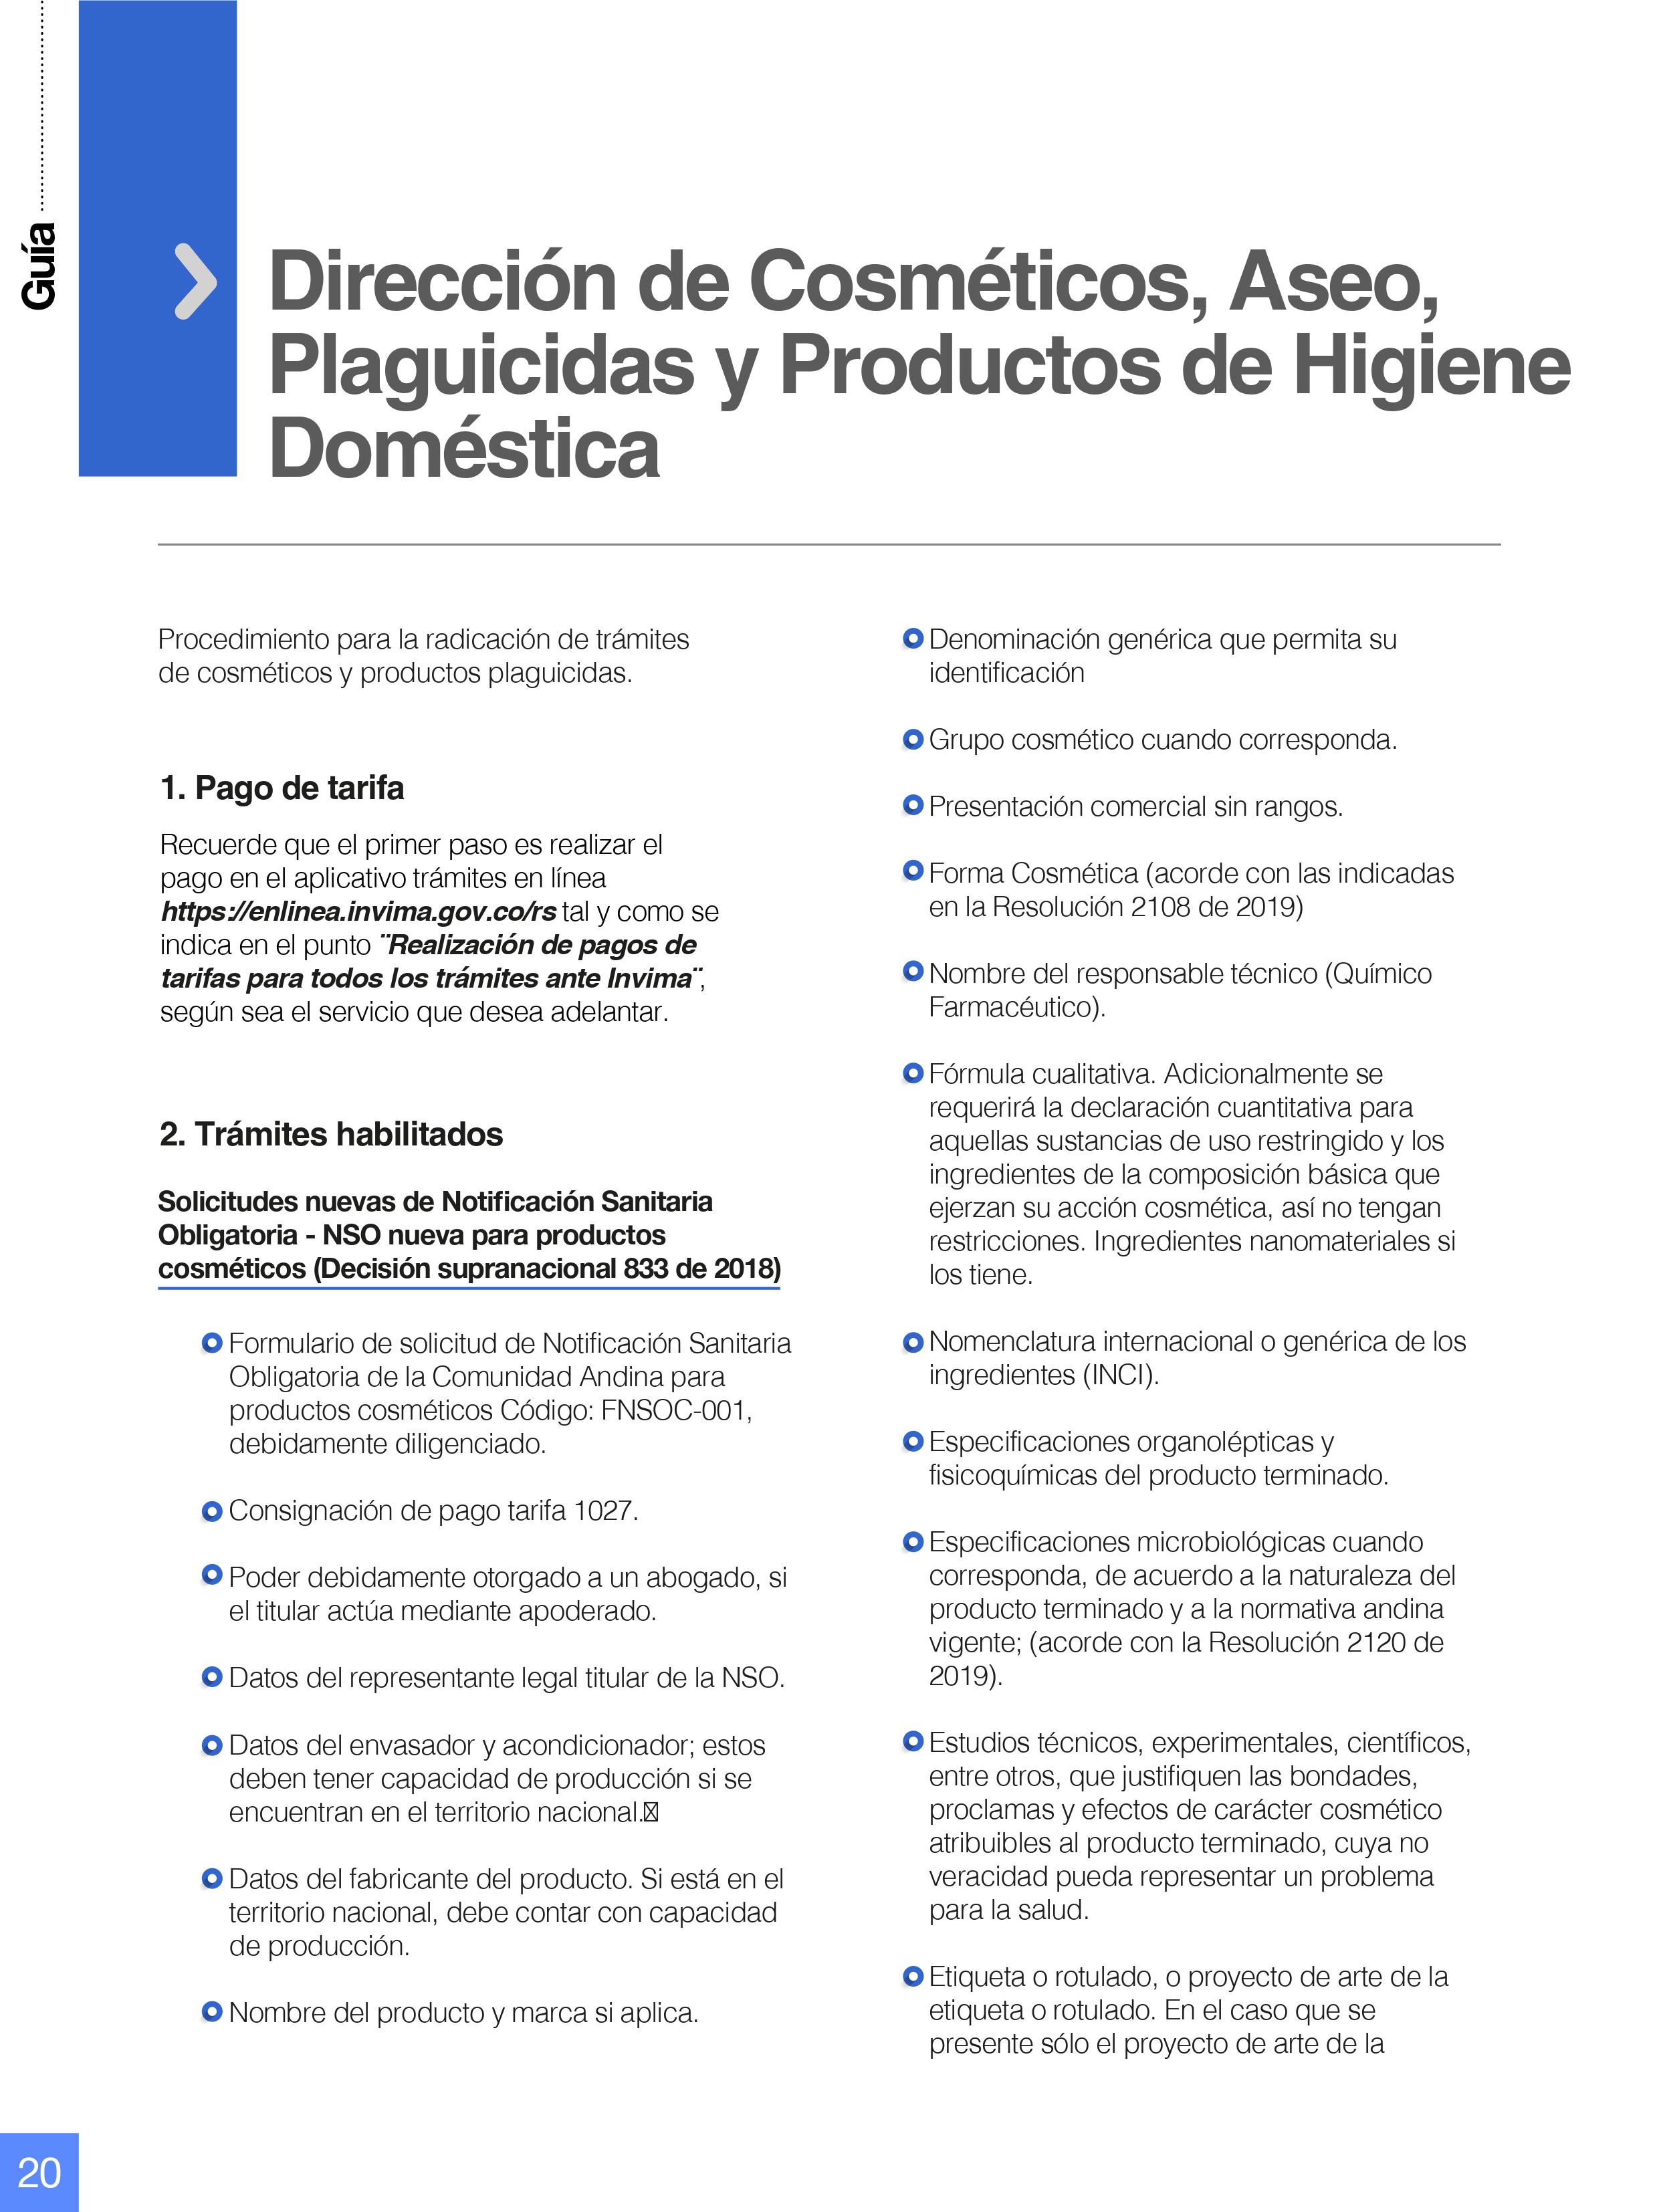 Guía
Dirección de Cosméticos, Aseo,
Plaguicidas y Productos de Higiene
Doméstica
Procedimiento para la radicación de trámites
de cosméticos y productos plaguicidas.
1. Pago de tarifa
Recuerde que el primer paso es realizar el
pago en el aplicativo trámites en línea
https://enlinea.invima.gov.co/rs tal y como se
indica en el punto ¨Realización de pagos de
tarifas para todos los trámites ante Invima¨,
según sea el servicio que desea adelantar.
2. Trámites habilitados
Solicitudes nuevas de Notificación Sanitaria
Obligatoria - NSO nueva para productos
cosméticos (Decisión supranacional 833 de 2018)
Formulario de solicitud de Notificación Sanitaria
Obligatoria de la Comunidad Andina para
productos cosméticos Código: FNSOC-001,
debidamente diligenciado.
Consignación de pago tarifa 1027.
Poder debidamente otorgado a un abogado, si
el titular actúa mediante apoderado.
Datos del representante legal titular de la NSO.
Datos del envasador y acondicionador; estos
deben tener capacidad de producción si se
encuentran en el territorio nacional.
Datos del fabricante del producto. Si está en el
territorio nacional, debe contar con capacidad
de producción.
Nombre del producto y marca si aplica.
Denominación genérica que permita su
identificación
Grupo cosmético cuando corresponda.
Presentación comercial sin rangos.
Forma Cosmética (acorde con las indicadas
en la Resolución 2108 de 2019)
Nombre del responsable técnico (Químico
Farmacéutico).
Fórmula cualitativa. Adicionalmente se
requerirá la declaración cuantitativa para
aquellas sustancias de uso restringido y los
ingredientes de la composición básica que
ejerzan su acción cosmética, así no tengan
restricciones. Ingredientes nanomateriales si
los tiene.
Nomenclatura internacional o genérica de los
ingredientes (INCI).
Especificaciones organolépticas y
fisicoquímicas del producto terminado.
Especificaciones microbiológicas cuando
corresponda, de acuerdo a la naturaleza del
producto terminado y a la normativa andina
vigente; (acorde con la Resolución 2120 de
2019).
Estudios técnicos, experimentales, científicos,
entre otros, que justifiquen las bondades,
proclamas y efectos de carácter cosmético
atribuibles al producto terminado, cuya no
veracidad pueda representar un problema
para la salud.
Etiqueta o rotulado, o proyecto de arte de la
etiqueta o rotulado. En el caso que se
presente sólo el proyecto de arte de la
20